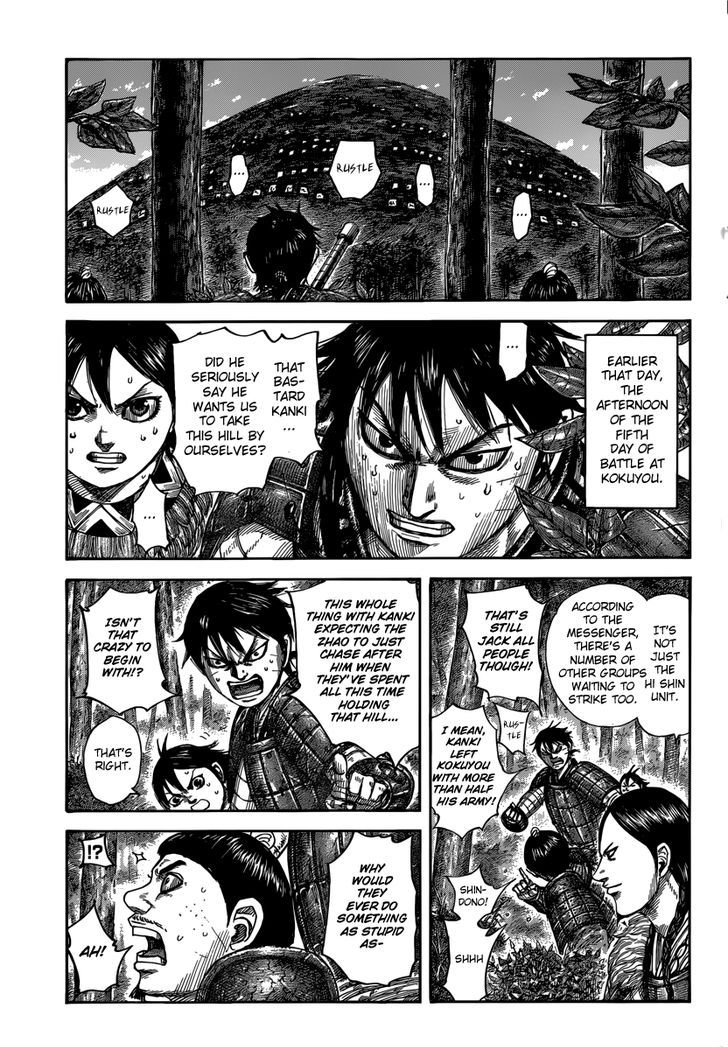 ...
RUSTLE
...
...
RUSTLE
EARLIER
THAT DAY,
THE
AFTERNOON
OF THE
FIFTH
DAY OF
BATTLE AT
KOKUYOU.
...
THAT
BAS-
TARD
KANKI
...
DID HE
SERIOUSLY
SAY HE
WANTS US
TO TAKE
THIS HILL BY
OURSELVES?
...
IT'S
NOT
JUST
THE
HI SHIN
UNIT.
ACCORDING
TO THE
MESSENGER,
THERE'S A
NUMBER OF
OTHER GROUPS
WAITING TO
STRIKE TOO.
THAT'S
STILL
JACK ALL
PEOPLE
THOUGH!
RUS-
TLE
I MEAN,
KANKI
LEFT
KOKUYOU
WITH MORE
THAN HALF
HIS ARMY!
SHIN-
DONO!
SHHH
THIS WHOLE
THING WITH KANKI
EXPECTING THE
ZHAO TO JUST
CHASE AFTER
HIM WHEN
THEY'VE SPENT
ALL THIS TIME
HOLDING
THAT HILL...
ISN'T
THAT
CRAZY TO
BEGIN
WITH!?
THAT'S
RIGHT.
WHY
WOULD
THEY
EVER DO
SOMETHING
AS STUPID
AS-
!?
AH!